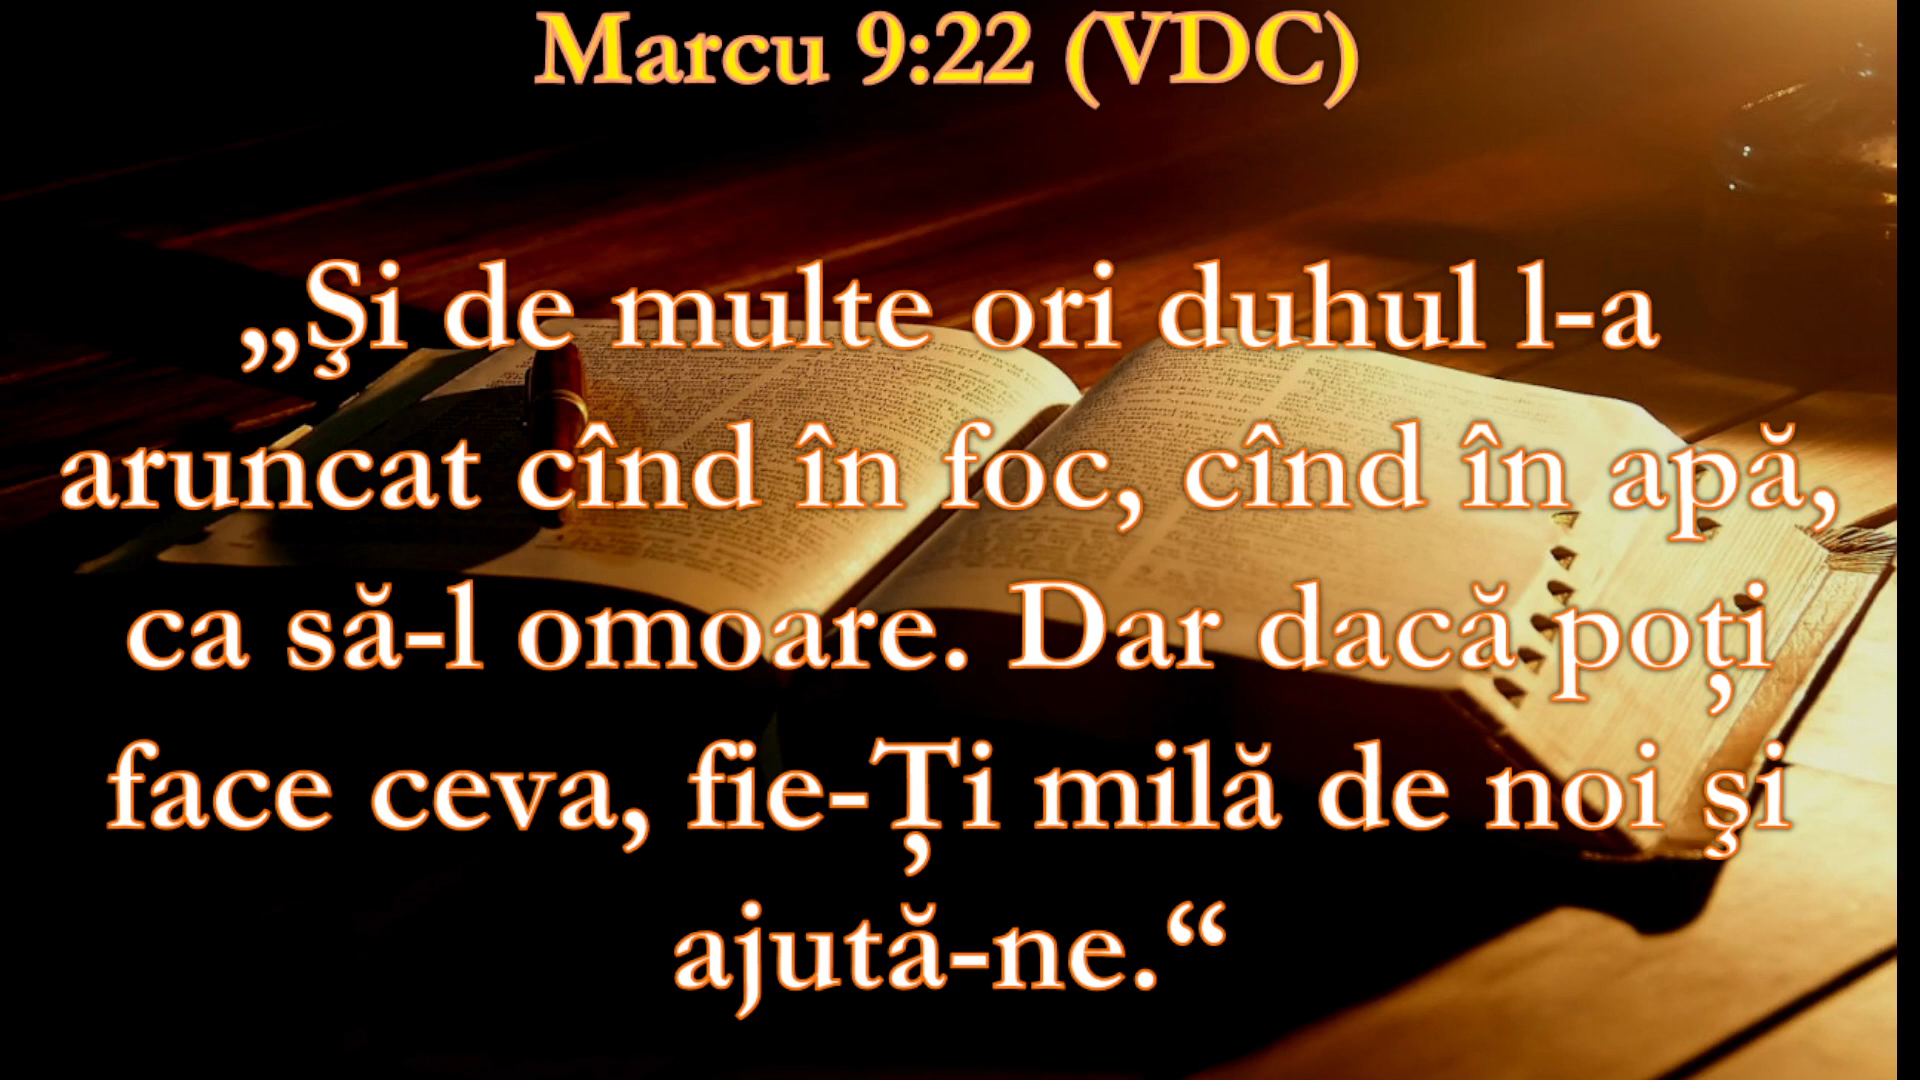 Marcu 9:22 (VDC)
„Şi de multe ori duhul l-a
aruncat cînd în foc, cînd în apă,
ca să-l omoare. Dar dacă poți
face ceva, fie-Ți milă de noi şi
ajută-ne.“